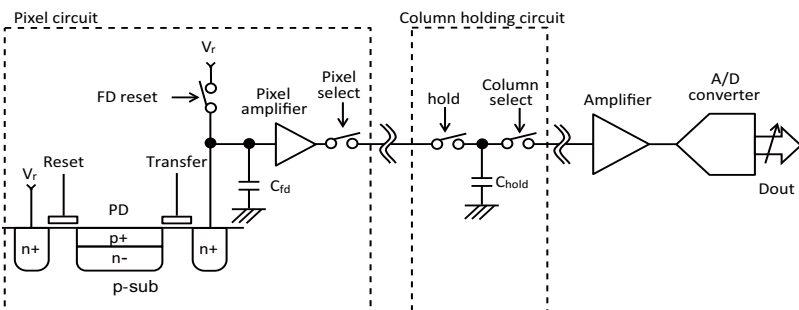 Pixel circuit
Column holding circuit
Vr
FD reset
Pixel
amplifier
Pixel
select
hold
Column
select
Amplifier
A/D
converter
Cfd
Chold
Dout
Vr
Reset
Transfer
PD
n+
p+
n-
n+
p-sub